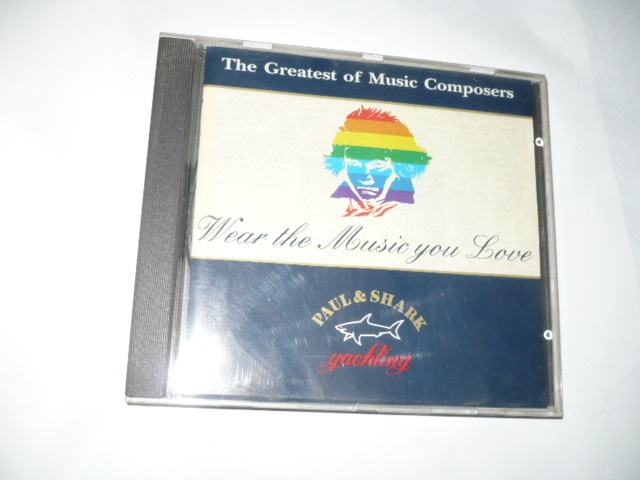 The Greatest of Music Composers
Wear the Music you Love
PAUL & SHARK
yachting